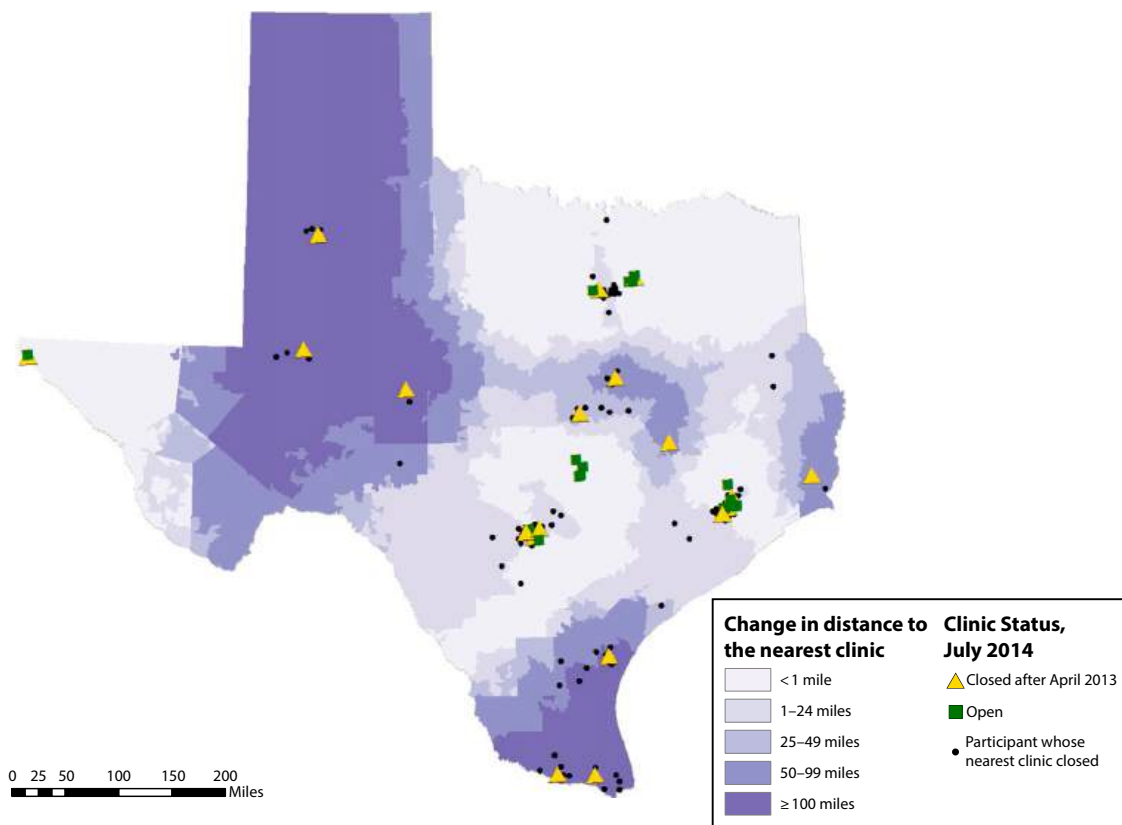 Change in distance to
the nearest clinic
< 1 mile
1–24 miles
25–49 miles
50–99 miles
≥ 100 miles
Clinic Status,
July 2014
Closed after April 2013
Open
Participant whose
nearest clinic closed
0 25 50 100 150 200
Miles